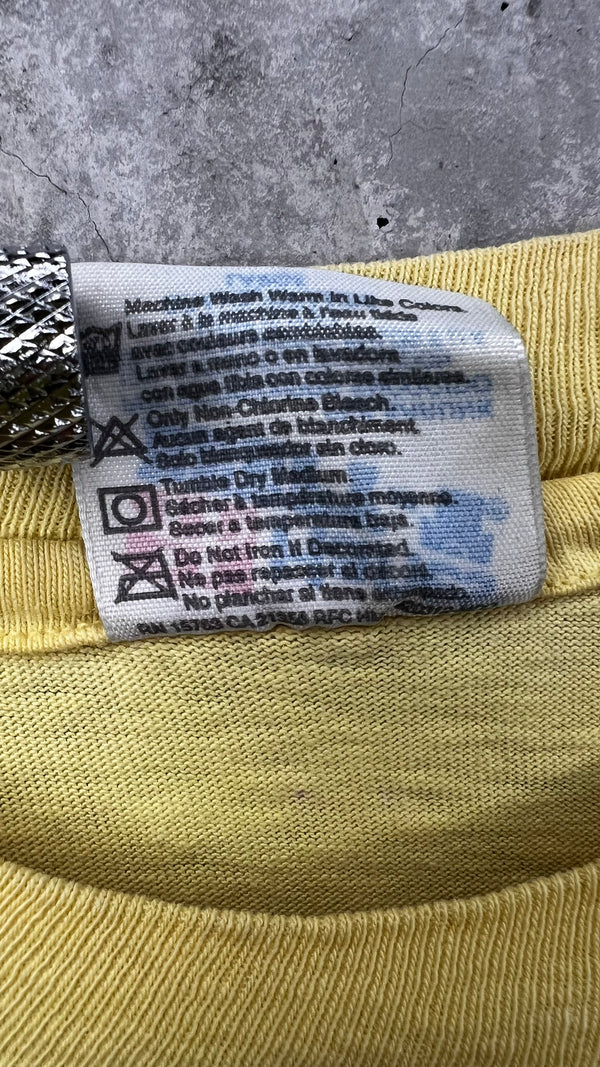 Machine Wash Warm in Like Colors.
Laver à la machine à l'eau tiède
avec couleurs semblables.
Lavar a mano o en lavadora
con agua tibia con colores similares.
Only Non-Chlorine Bleach.
Aucun agent de blanchiment.
Solo blanqueador sin cloro.
Tumble Dry Medium.
Sécher à température moyenne.
Secar a temperatura baja.
Do Not Iron If Decorated.
Ne pas repasser si décoré.
No planchar si tiene estampado.
RN 15763 CA RFC